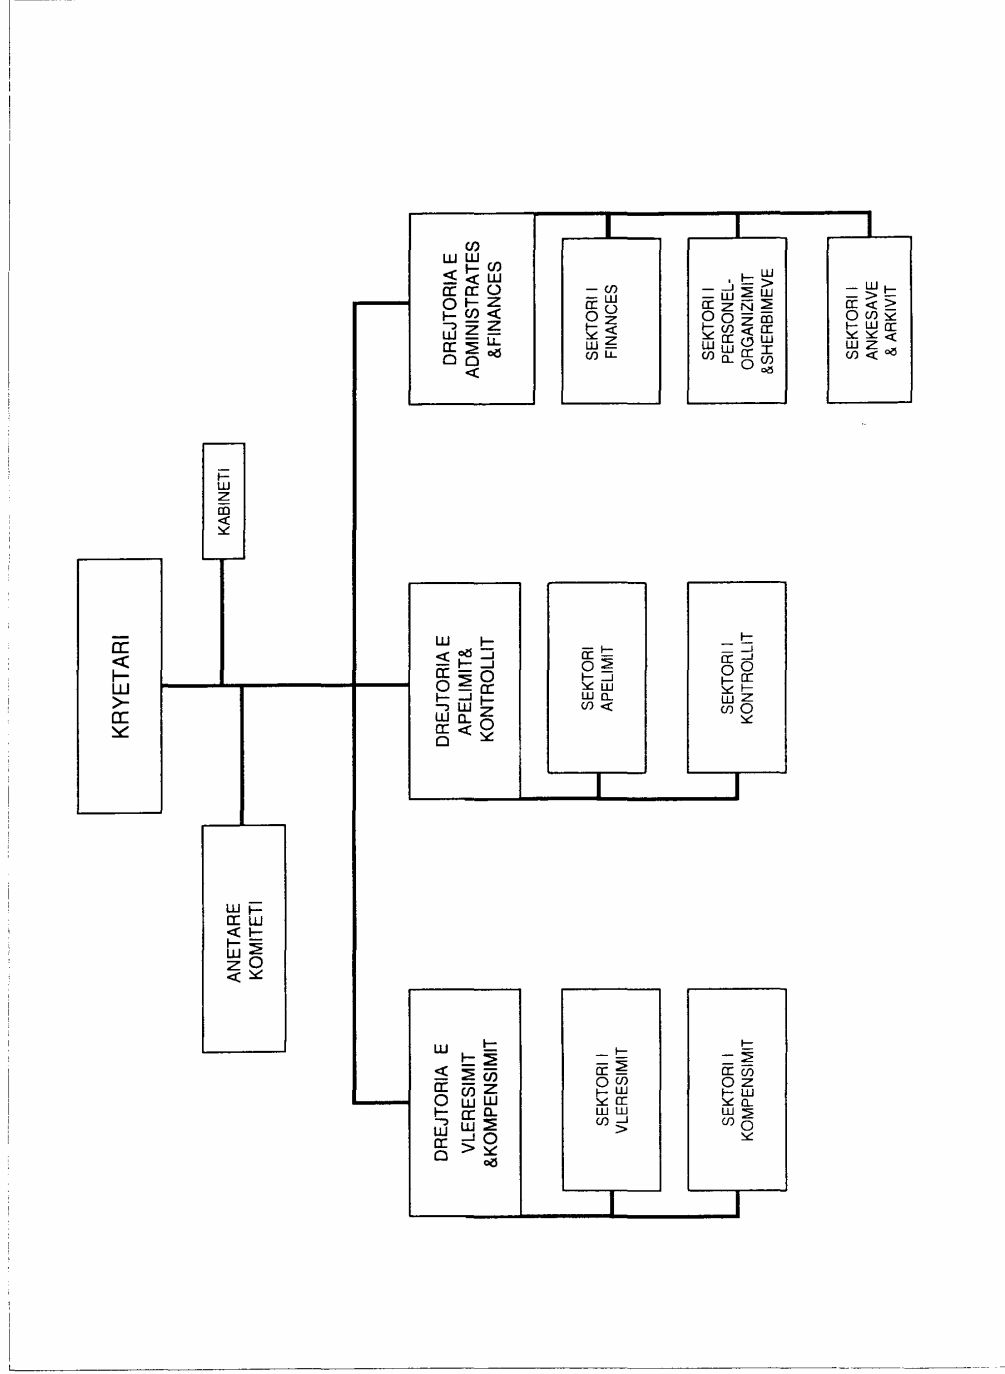 KRYETARI
ANETARE
KOMITETI
KABINETI
DREJTORIA E
VLERESIMIT
&KOMPENSIMIT
SEKTORI I
VLERESIMIT
SEKTORI I
KOMPENSIMIT
DREJTORIA E
APELIMIT&
KONTROLLIT
SEKTORI
APELIMIT
SEKTORI I
KONTROLLIT
DREJTORIA E
ADMINISTRATES
&FINANCES
SEKTORI I
FINANCES
SEKTORI I
PERSONEL-
ORGANIZIMIT
&SHERBIMEVE
SEKTORI I
ANKESAVE
& ARKIVIT